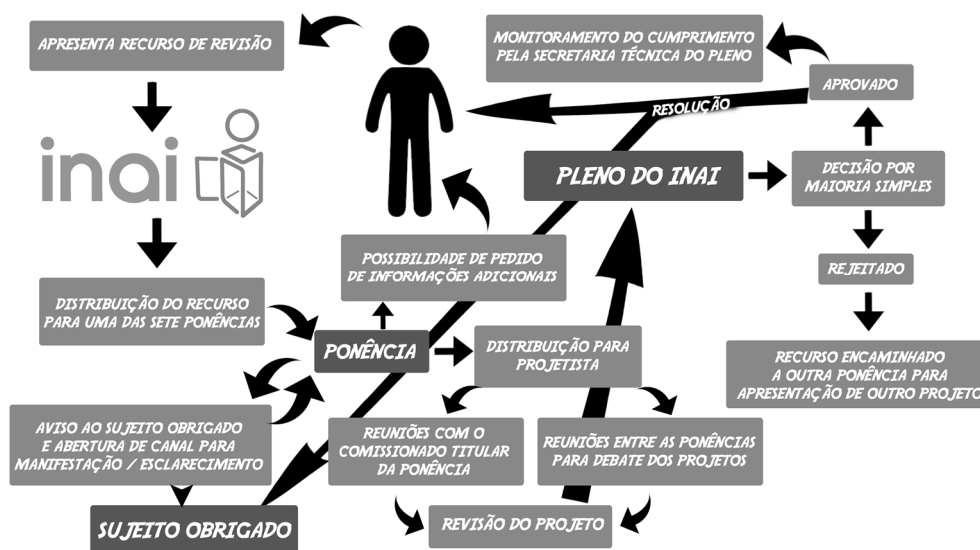 APRESENTA RECURSO DE REVISÃO
MONITORAMENTO DO CUMPRIMENTO
PELA SECRETARIA TÉCNICA DO PLENO
APROVADO
RESOLUÇÃO
inai
PLENO DO INAI
DECISÃO POR
MAIORIA SIMPLES
REJEITADO
POSSIBILIDADE DE PEDIDO
DE INFORMAÇÕES ADICIONAIS
DISTRIBUIÇÃO DO RECURSO
PARA UMA DAS SETE PONÊNCIAS
PONÊNCIA
DISTRIBUIÇÃO PARA
PROJETISTA
RECURSO ENCAMINHADO
A OUTRA PONÊNCIA PARA
APRESENTAÇÃO DE OUTRO PROJETO
AVISO AO SUJEITO OBRIGADO
E ABERTURA DE CANAL PARA
MANIFESTAÇÃO / ESCLARECIMENTO
REUNIÕES COM O
COMISSIONADO TITULAR
DA PONÊNCIA
REUNIÕES ENTRE AS PONÊNCIAS
PARA DEBATE DOS PROJETOS
SUJEITO OBRIGADO
REVISÃO DO PROJETO